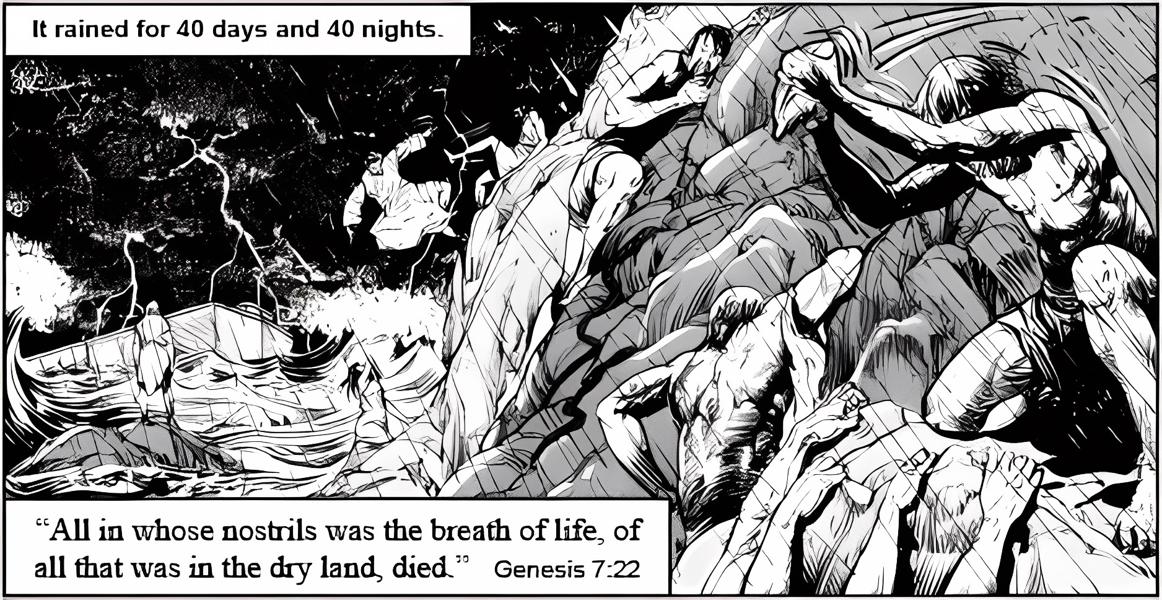 It rained for 40 days and 40 nights.
“All in whose nostrils was the breath of life, of
all that was in the dry land, died.” Genesis 7:22